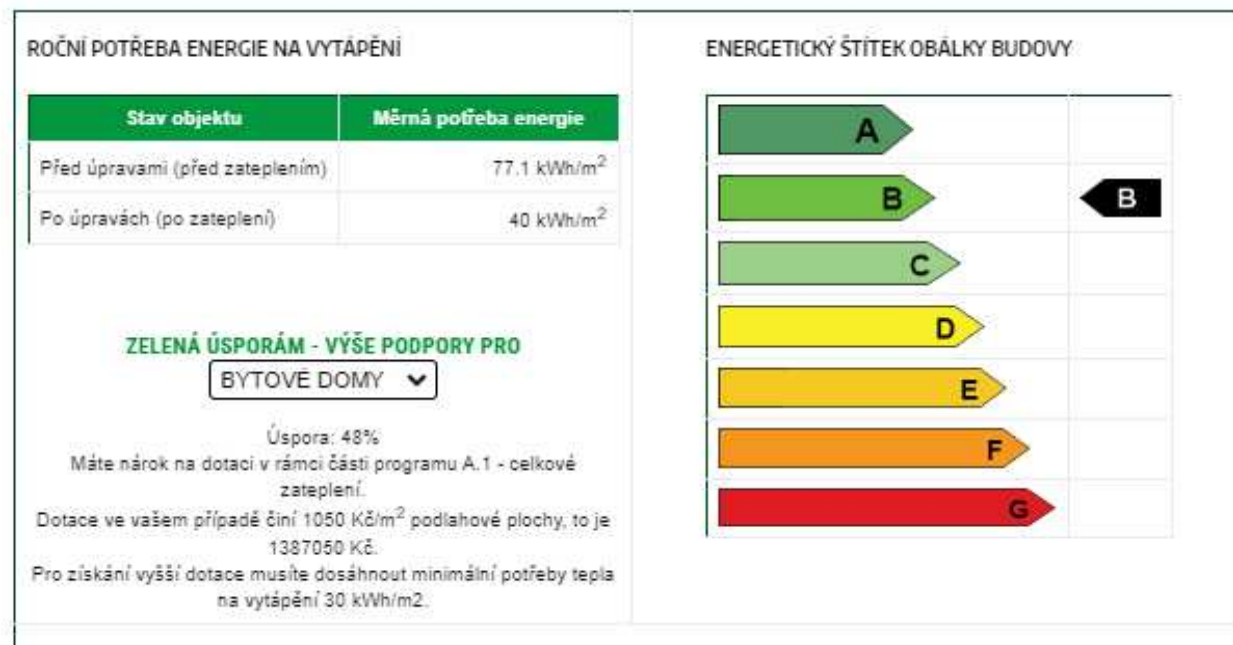 ROČNÍ POTŘEBA ENERGIE NA VYTÁPĚNÍ
Stav objektu Měrná potřeba energie
Před úpravami (před zateplením) 77.1 kWh/m²
Po úpravách (po zateplení) 40 kWh/m²
ZELENÁ ÚSPORÁM - VÝŠE PODPORY PRO
BYTOVÉ DOMY
Úspora: 48%
Máte nárok na dotaci v rámci části programu A.1 - celkové
zateplení.
Dotace ve vašem případě činí 1050 Kč/m² podlahové plochy, to je
1387050 Kč.
Pro získání vyšší dotace musíte dosáhnout minimální potřeby tepla
na vytápění 30 kWh/m2.
ENERGETICKÝ ŠTÍTEK OBÁLKY BUDOVY
A
B B
C
D
E
F
G